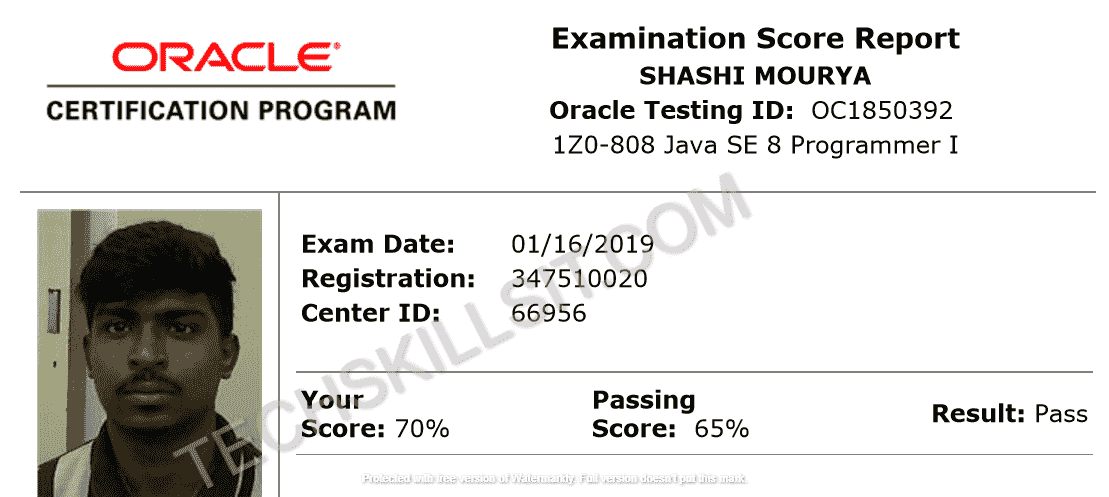 ORACLE®
CERTIFICATION PROGRAM
Examination Score Report
SHASHI MOURYA
Oracle Testing ID: OC1850392
1Z0-808 Java SE 8 Programmer I
Exam Date: 01/16/2019
Registration: 347510020
Center ID: 66956
TECHSKILLSIT.COM
Your
Score: 70%
Passing
Score: 65%
Result: Pass
Protected with free version of Watermarkly. Full version doesn't put this mark.